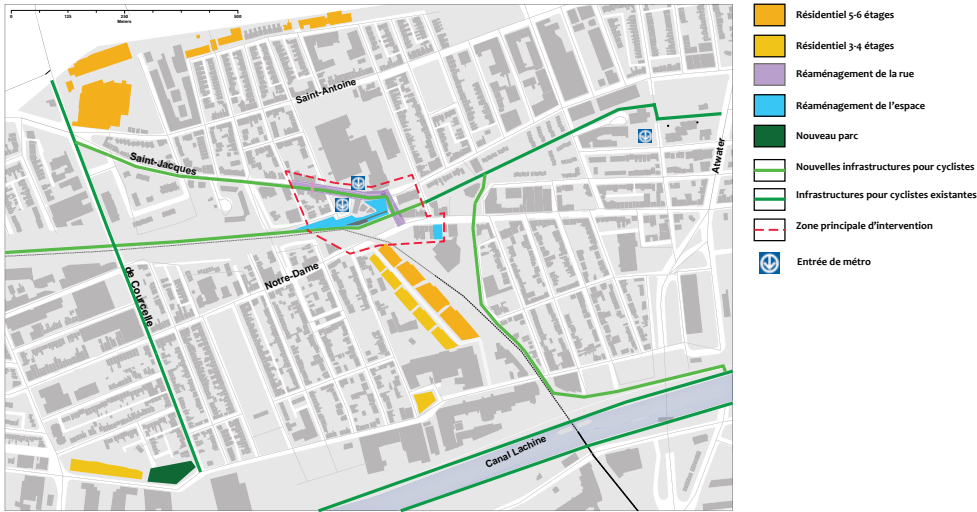 0 125 250 500
Meters
Saint-Antoine
Saint-Jacques
Atwater
de Courcelle
Notre-Dame
Canal Lachine
Résidentiel 5-6 étages
Résidentiel 3-4 étages
Réaménagement de la rue
Réaménagement de l'espace
Nouveau parc
Nouvelles infrastructures pour cyclistes
Infrastructures pour cyclistes existantes
Zone principale d'intervention
Entrée de métro